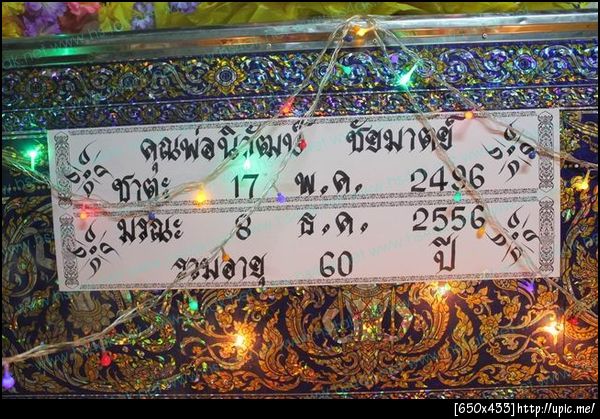 คุณพ่อนิวัฒน์ ชัยมาตย์
ชาตะ 17 พ.ค. 2496
มรณะ 8 ธ.ค. 2556
รวมอายุ 60 ปี
[650x433]http://upic.me/